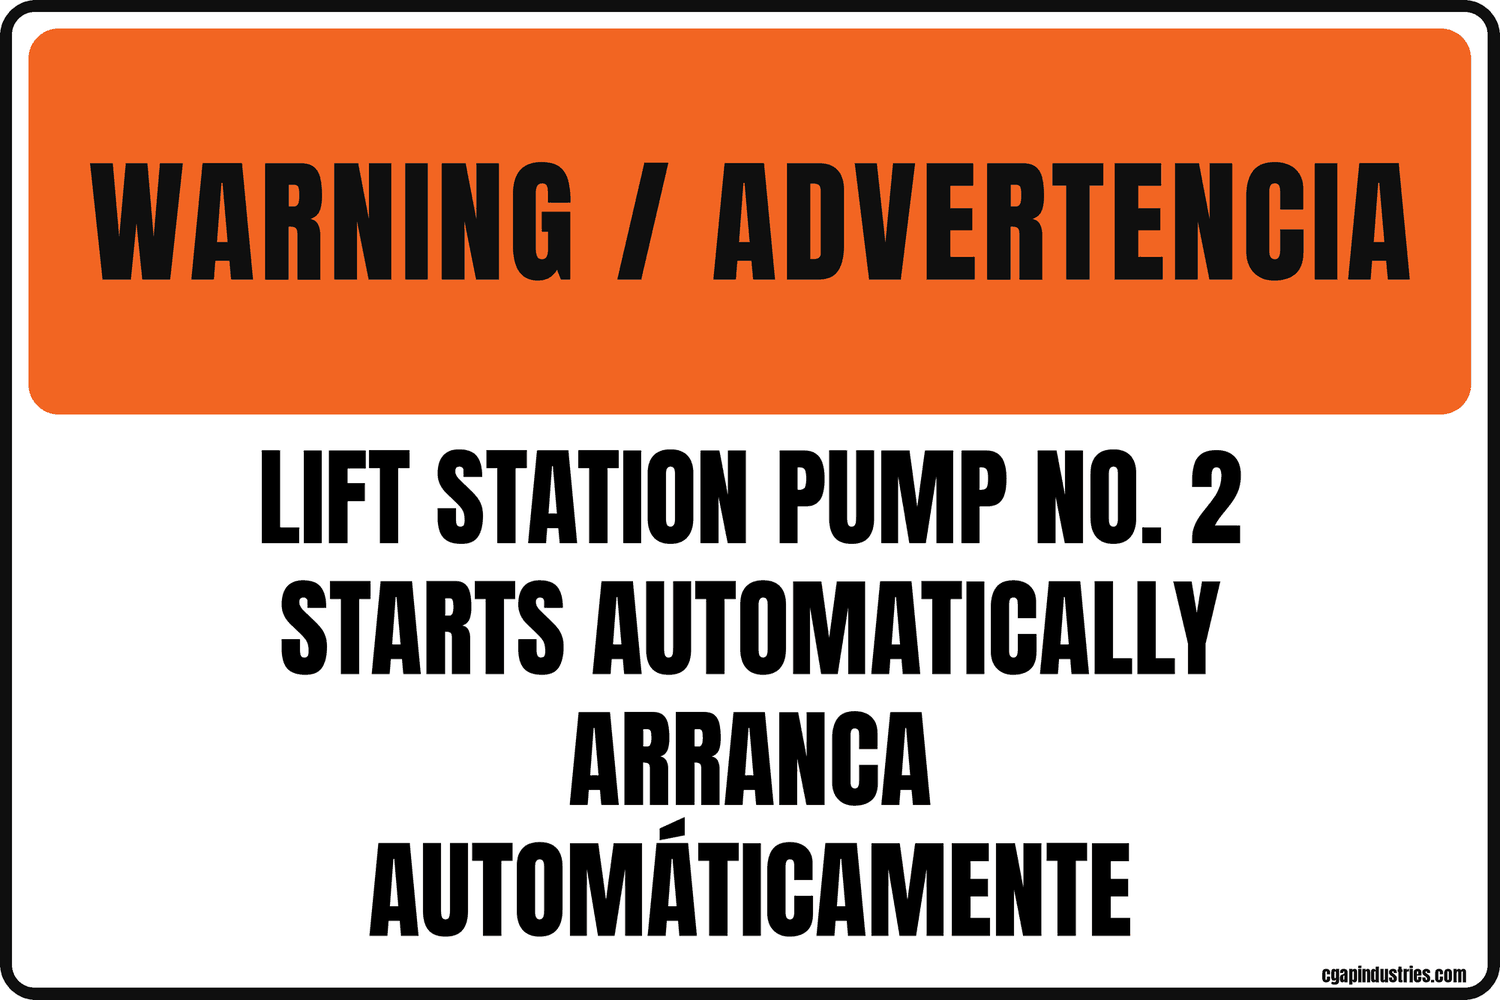 WARNING / ADVERTENCIA
LIFT STATION PUMP NO. 2
STARTS AUTOMATICALLY
ARRANCA
AUTOMÁTICAMENTE
cgapindustries.com